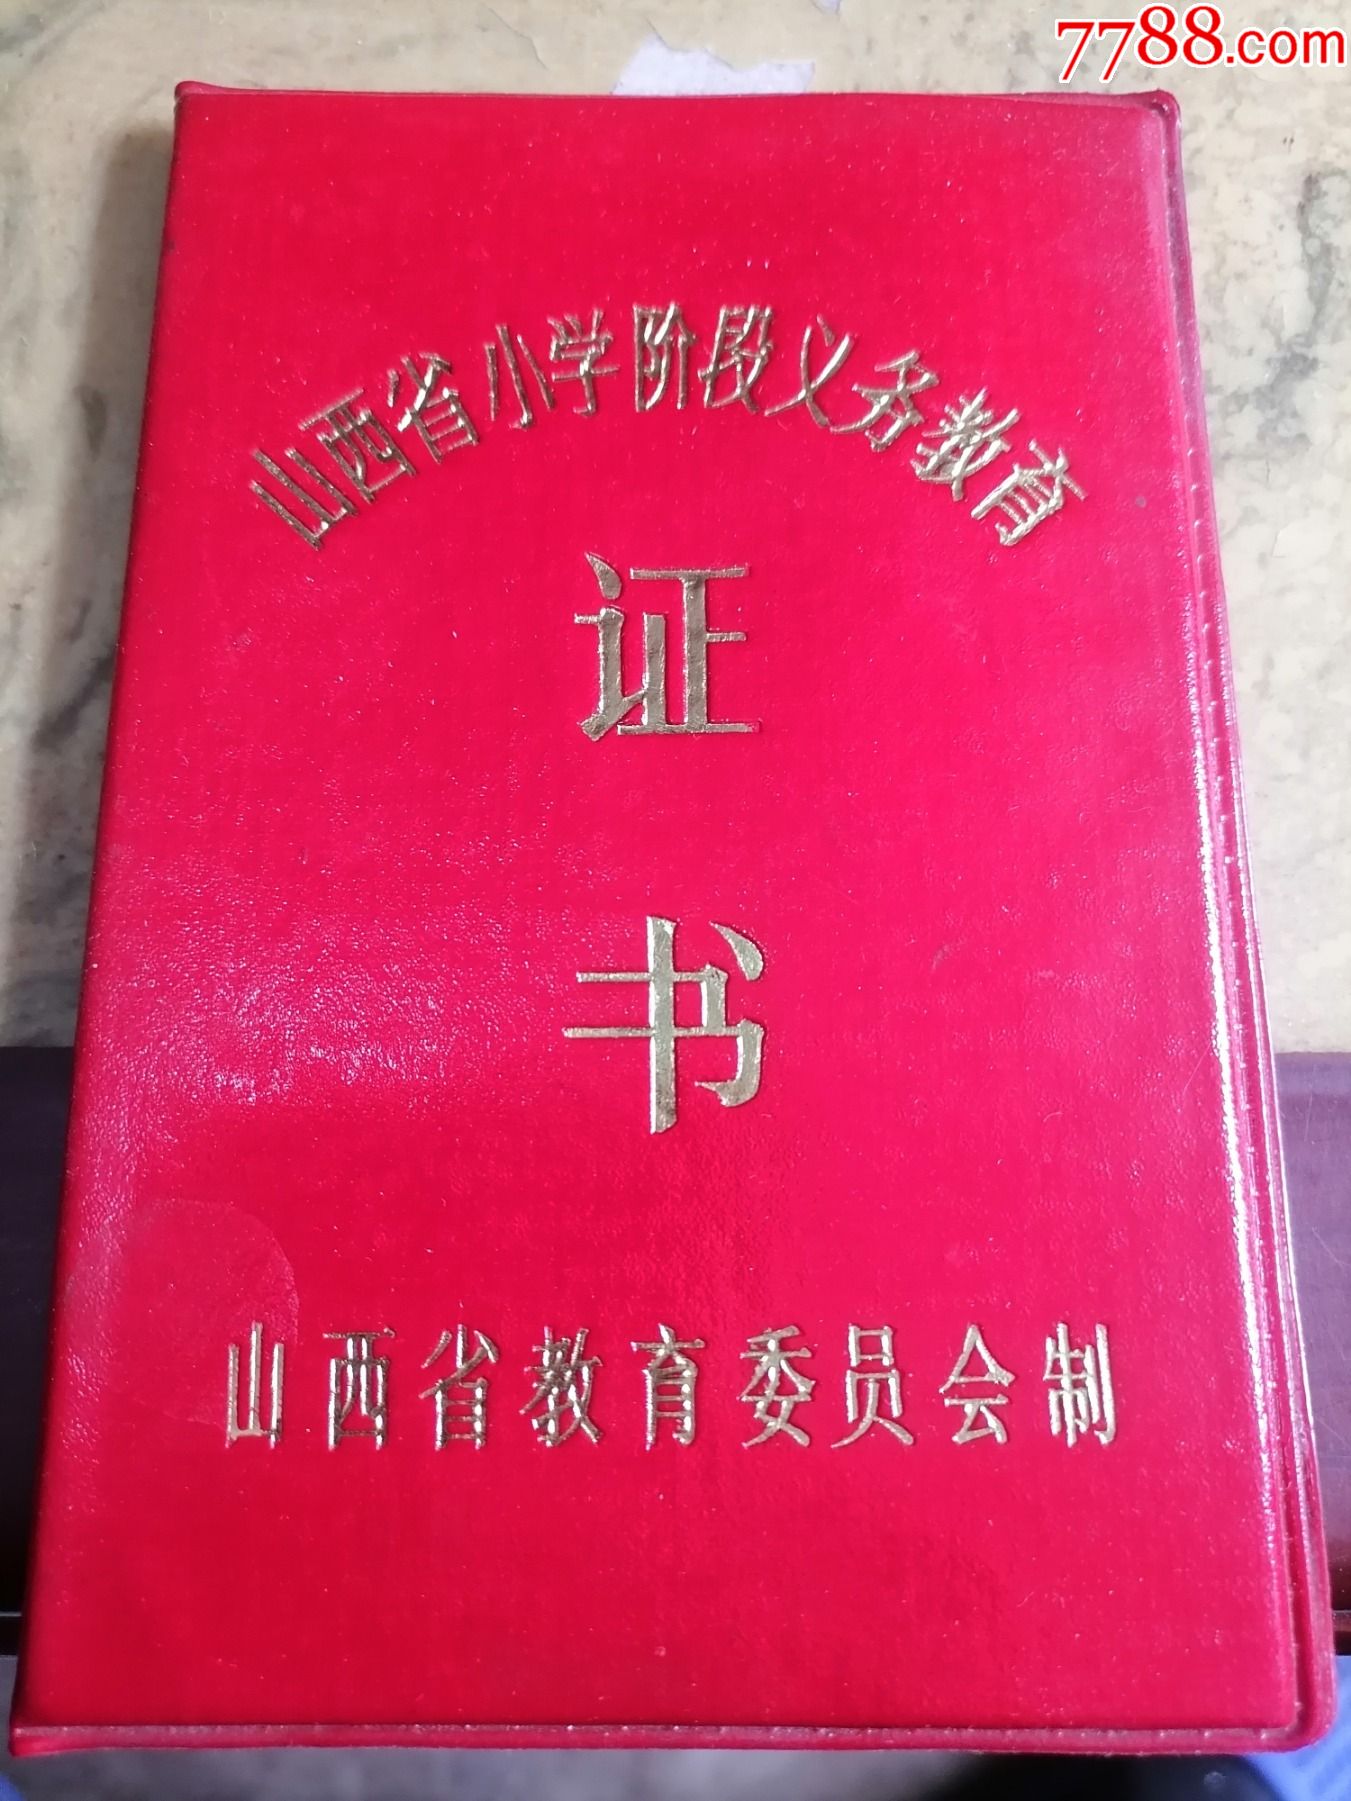 7788.com
山西省小学阶段义务教育
证
书
山西省教育委员会制